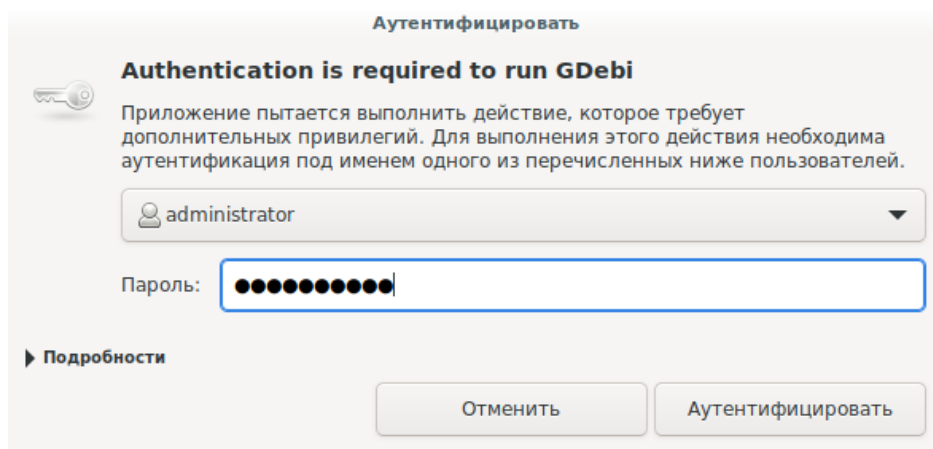 Аутентифицировать
Authentication is required to run GDebi
Приложение пытается выполнить действие, которое требует
дополнительных привилегий. Для выполнения этого действия необходима
аутентификация под именем одного из перечисленных ниже пользователей.
administrator
Пароль: ●●●●●●●●●●
Подробности
Отменить Аутентифицировать